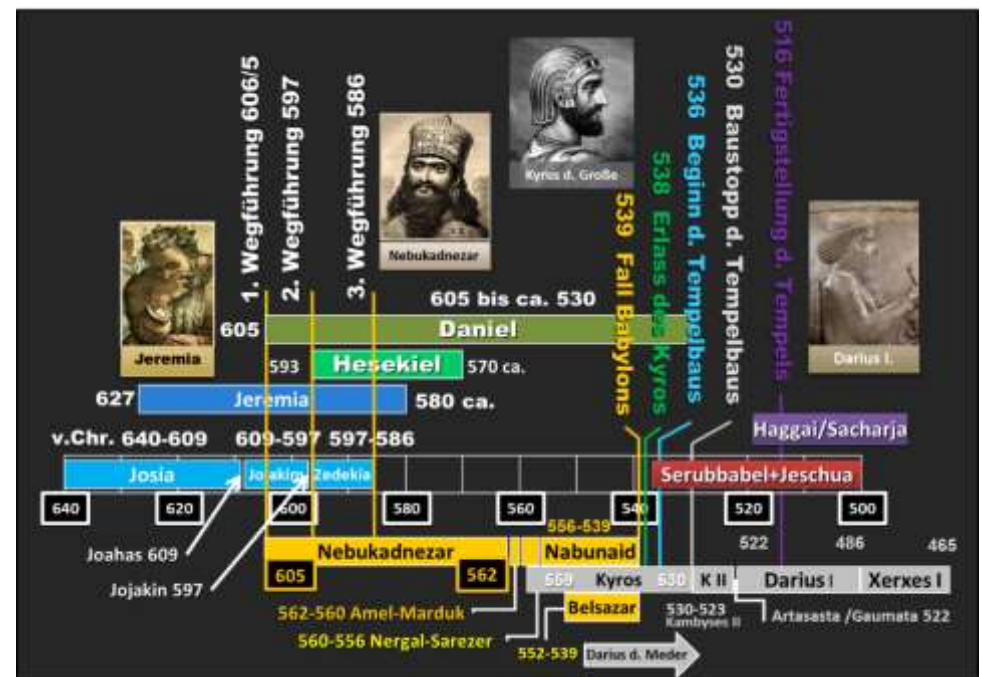 1. Wegführung 606/5
2. Wegführung 597
3. Wegführung 586
539 Fall Babylons
538 Erlass des Kyros
536 Beginn d. Tempelbaus
530 Baustopp d. Tempelbaus
516 Fertigstellung d. Tempels
Kyrus d. Große
Nebukadnezar
Jeremia
Darius I.
605 bis ca. 530
605 Daniel
593 Hesekiel 570 ca.
627 Jeremia 580 ca.
Haggai/Sacharja
v.Chr. 640-609 609-597 597-586
Josia Jojakim Zedekia Serubbabel+Jeschua
640 620 600 580 560 540 520 500
556-539
Joahas 609
Nebukadnezar Nabunaid
522 486 465
605 562
559 Kyros 530 K II Darius I Xerxes I
Jojakin 597
562-560 Amel-Marduk
Belsazar
530-523
Kambyses II
Artasasta /Gaumata 522
560-556 Nergal-Sarezer
552-539 Darius d. Meder